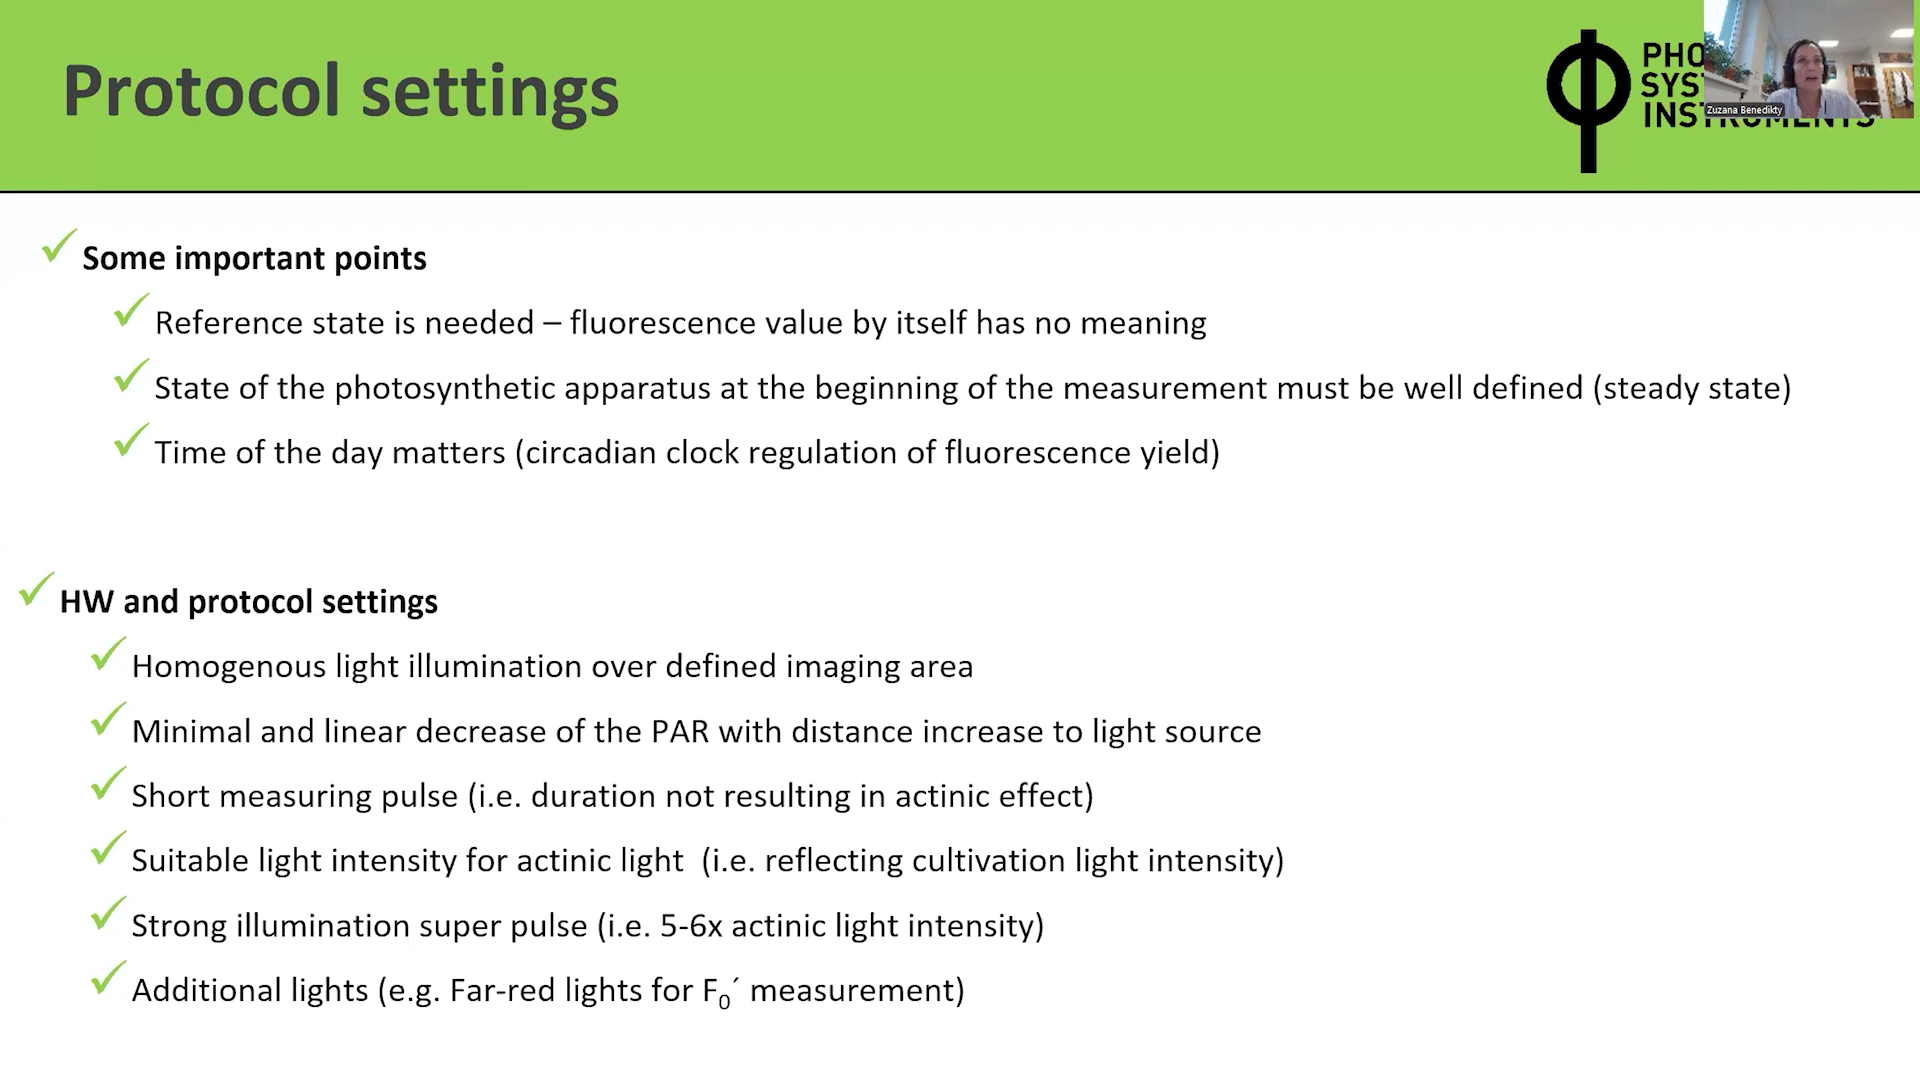 Protocol settings
PHO
SYS
INSTRUMENTS
Zuzana Benedikty
Some important points
Reference state is needed – fluorescence value by itself has no meaning
State of the photosynthetic apparatus at the beginning of the measurement must be well defined (steady state)
Time of the day matters (circadian clock regulation of fluorescence yield)
HW and protocol settings
Homogenous light illumination over defined imaging area
Minimal and linear decrease of the PAR with distance increase to light source
Short measuring pulse (i.e. duration not resulting in actinic effect)
Suitable light intensity for actinic light  (i.e. reflecting cultivation light intensity)
Strong illumination super pulse (i.e. 5-6x actinic light intensity)
Additional lights (e.g. Far-red lights for F₀´ measurement)